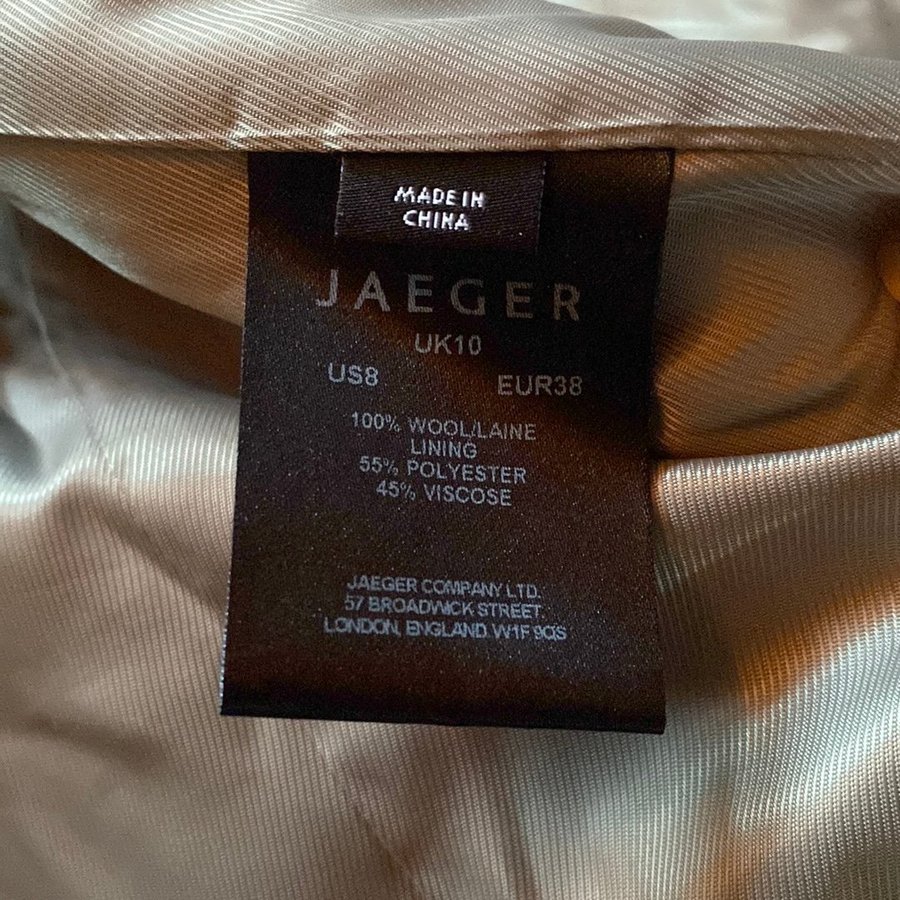 MADE IN
CHINA
JAEGER
UK10
US8 EUR38
100% WOOL/LAINE
LINING
55% POLYESTER
45% VISCOSE
JAEGER COMPANY LTD.
57 BROADWICK STREET.
LONDON, ENGLAND. W1F 9QS